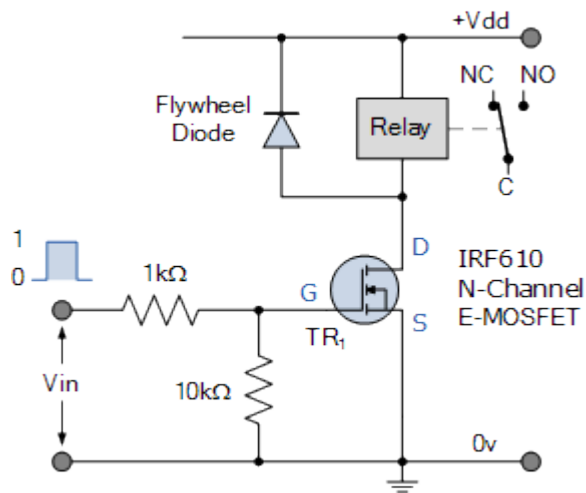 +Vdd
NC NO
Flywheel
Diode
Relay
C
1
0
1kΩ
G
D
S
TR1
IRF610
N-Channel
E-MOSFET
Vin
10kΩ
0v